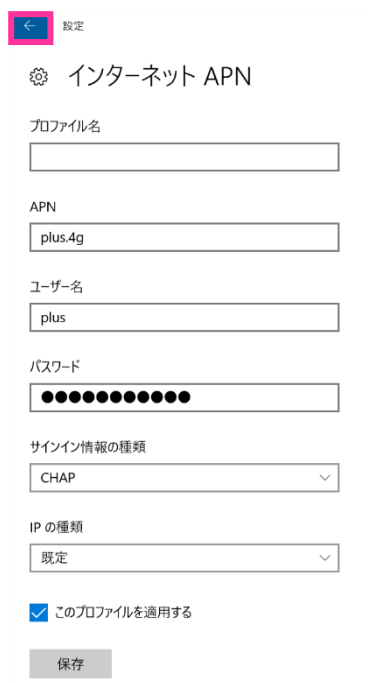 設定
インターネット APN
プロファイル名
APN
plus.4g
ユーザー名
plus
パスワード
●●●●●●●●●●●
サインイン情報の種類
CHAP
IP の種類
既定
このプロファイルを適用する
保存